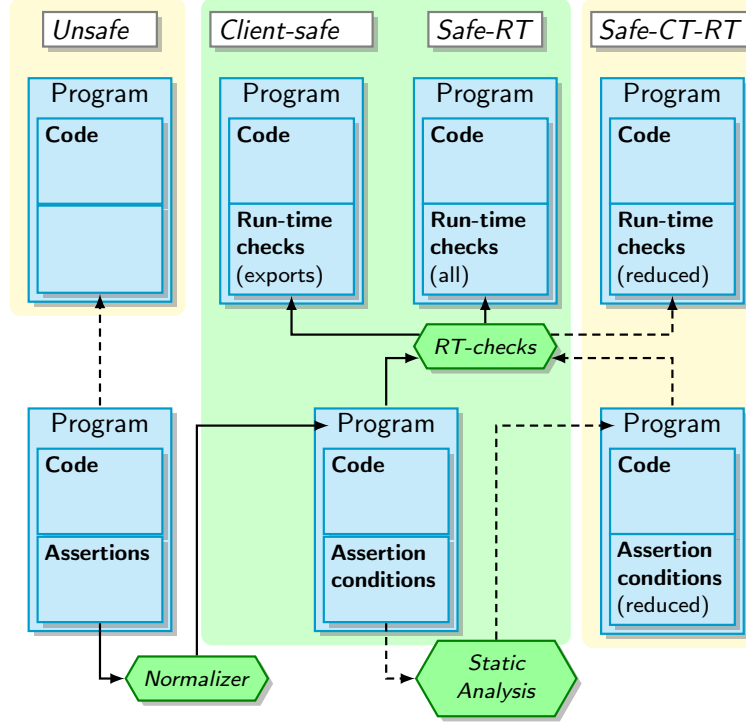 Unsafe
Client-safe
Safe-RT
Safe-CT-RT
Program
Code
Program
Code
Run-time
checks
(exports)
Program
Code
Run-time
checks
(all)
Program
Code
Run-time
checks
(reduced)
RT-checks
Program
Code
Assertions
Program
Code
Assertion
conditions
Program
Code
Assertion
conditions
(reduced)
Normalizer
Static
Analysis